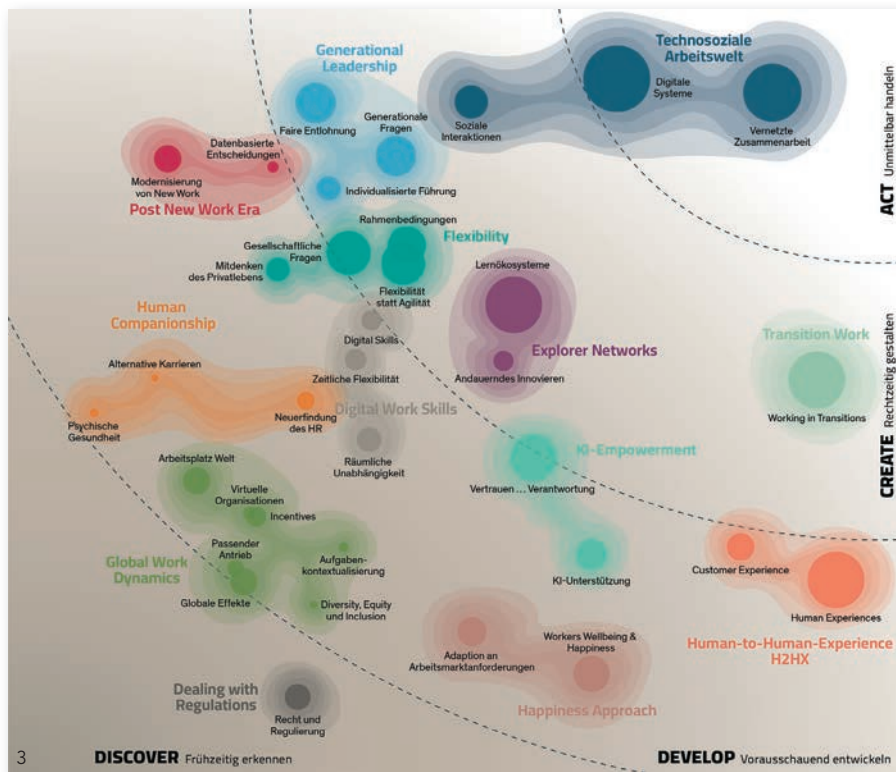 Generational
Leadership
Faire Entlohnung
Generationale
Fragen
Individualisierte Führung
Technosoziale
Arbeitswelt
Digitale
Systeme
Soziale
Interaktionen
Vernetzte
Zusammenarbeit
ACT Unmittelbar handeln
Datenbasierte
Entscheidungen
Modernisierung
von New Work
Post New Work Era
Rahmenbedingungen
Flexibility
Gesellschaftliche
Fragen
Mitdenken
des Privatlebens
Flexibilität
statt Agilität
Lernökosysteme
Explorer Networks
Andauerndes Innovieren
Human
Companionship
Alternative Karrieren
Psychische
Gesundheit
Neuerfindung
des HR
Digital Skills
Zeitliche Flexibilität
Digital Work Skills
Räumliche
Unabhängigkeit
Transition Work
Working in Transitions
CREATE Rechtzeitig gestalten
KI-Empowerment
Vertrauen ... Verantwortung
KI-Unterstützung
Arbeitsplatz Welt
Virtuelle
Organisationen
Incentives
Passender
Antrieb
Global Work
Dynamics
Aufgaben-
kontextualisierung
Globale Effekte
Diversity, Equity
und Inclusion
Customer Experience
Human Experiences
Human-to-Human-Experience
H2HX
Adaption an
Arbeitsmarktanforderungen
Workers Wellbeing &
Happiness
Happiness Approach
Dealing with
Regulations
Recht und
Regulierung
3
DISCOVER Frühzeitig erkennen
DEVELOP Vorausschauend entwickeln